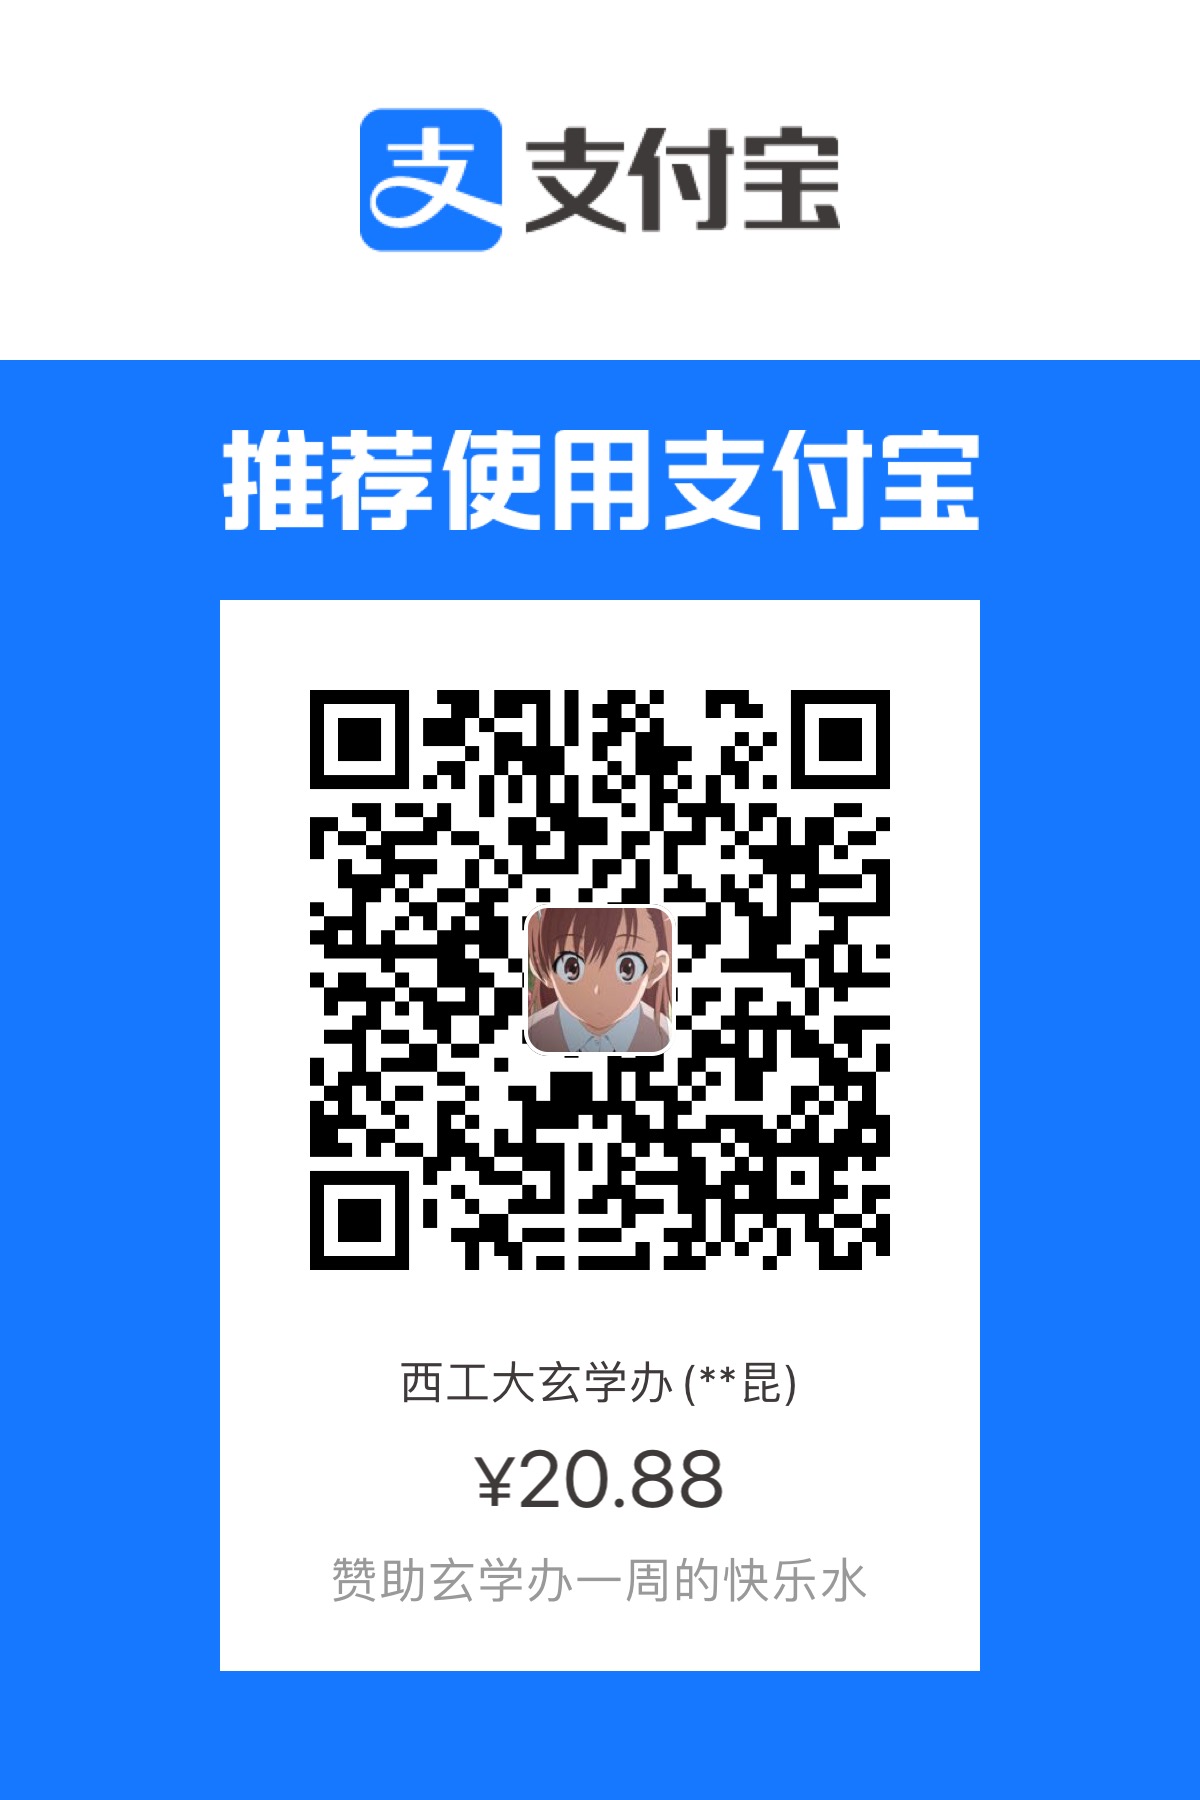 支 支付宝
推荐使用支付宝
西工大玄学办(**昆)
¥20.88
赞助玄学办一周的快乐水